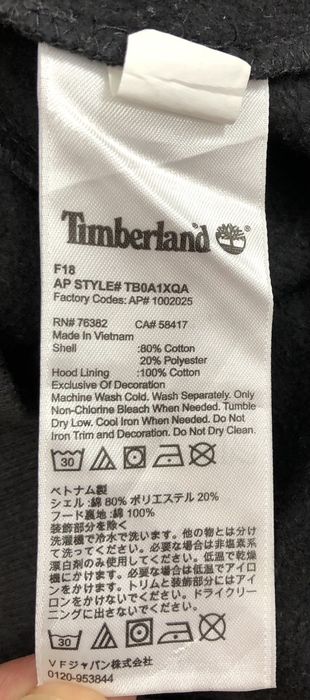 Timberland
F18
AP STYLE# TB0A1XQA
Factory Codes: AP# 1002025
RN# 76382 CA# 58417
Made in Vietnam
Shell :80% Cotton
20% Polyester
Hood Lining :100% Cotton
Exclusive Of Decoration
Machine Wash Cold. Wash Separately. Only
Non-Chlorine Bleach When Needed. Tumble
Dry Low. Cool Iron When Needed. Do Not
Iron Trim and Decoration. Do Not Dry Clean.
30
ベトナム製
シェル:綿 80% ポリエステル 20%
フード裏地:綿 100%
装飾部分を除く
洗濯機で冷水で洗います。他の物とは分け
て洗ってください。必要な場合は非塩素系
漂白剤のみ使用してください。低温で乾燥
機にかけます。必要な場合は低温でアイロ
ンをかけます。トリムと装飾部分にはアイ
ロンをかけないでください。ドライクリー
ニングに出さないでください。
30
VFジャパン株式会社
0120-953844